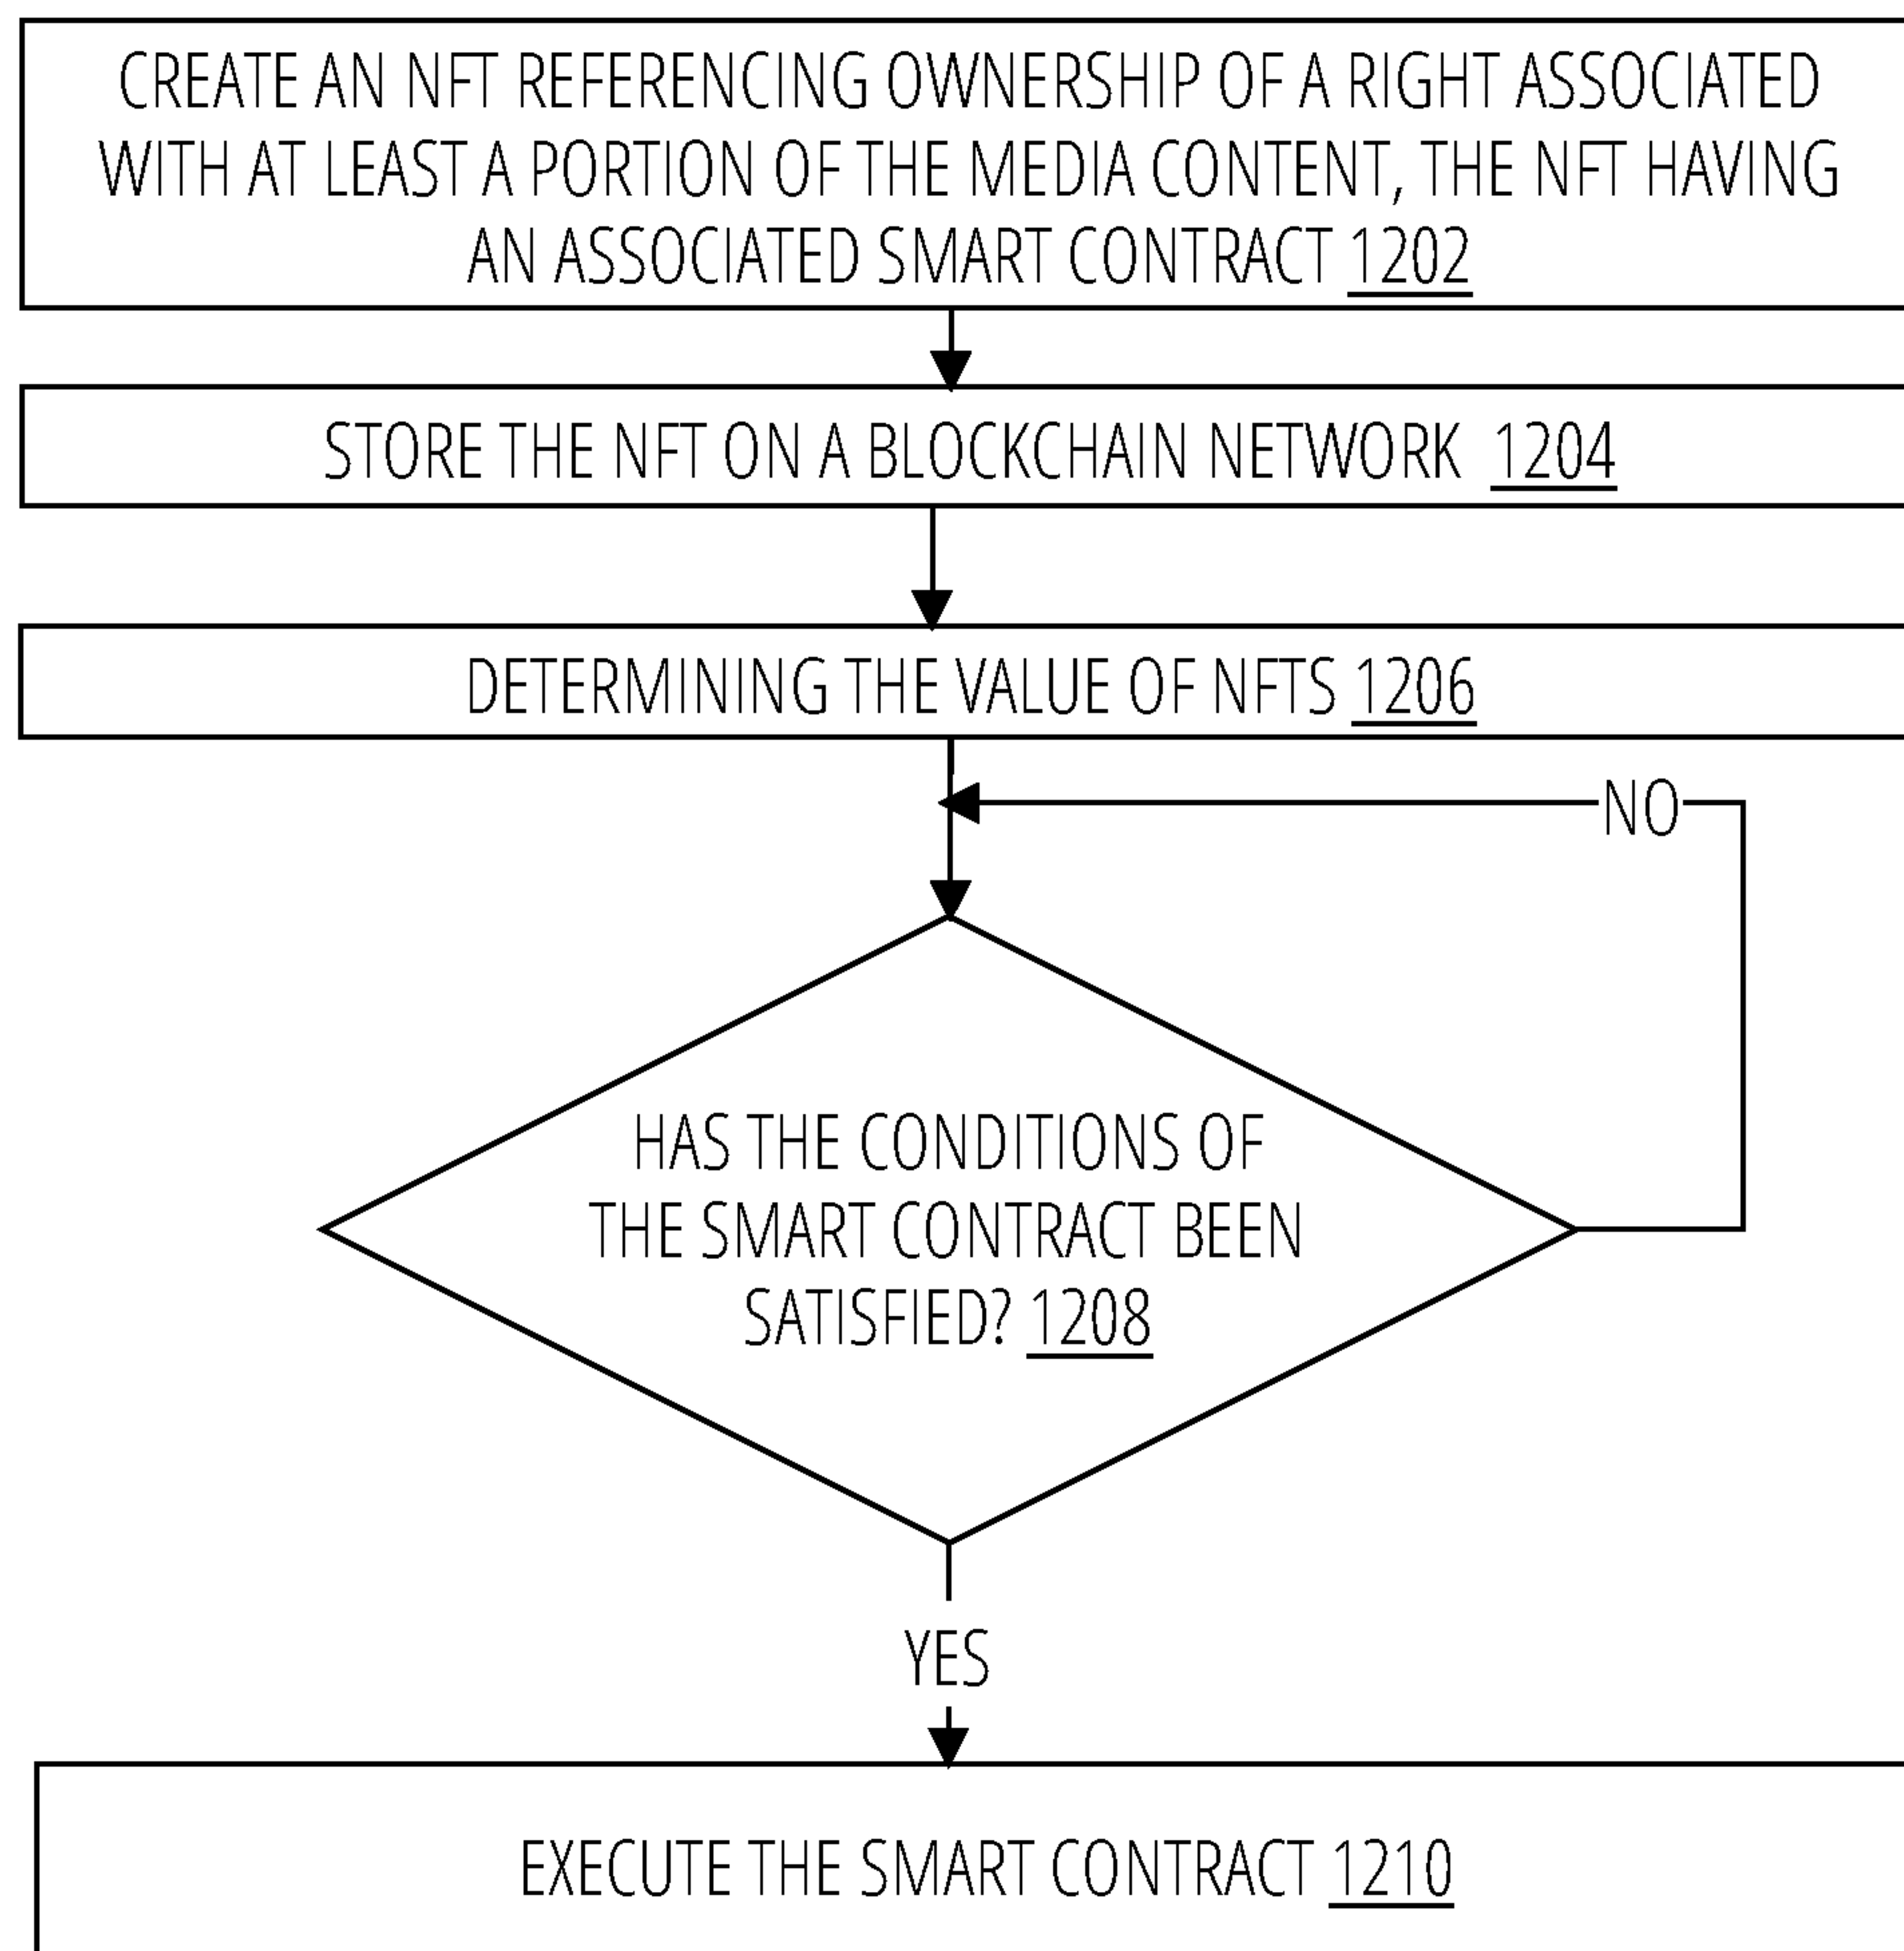 CREATE AN NFT REFERENCING OWNERSHIP OF A RIGHT ASSOCIATED
WITH AT LEAST A PORTION OF THE MEDIA CONTENT, THE NFT HAVING
AN ASSOCIATED SMART CONTRACT 1202
STORE THE NFT ON A BLOCKCHAIN NETWORK 1204
DETERMINING THE VALUE OF NFTS 1206
NO
HAS THE CONDITIONS OF
THE SMART CONTRACT BEEN
SATISFIED? 1208
YES
EXECUTE THE SMART CONTRACT 1210